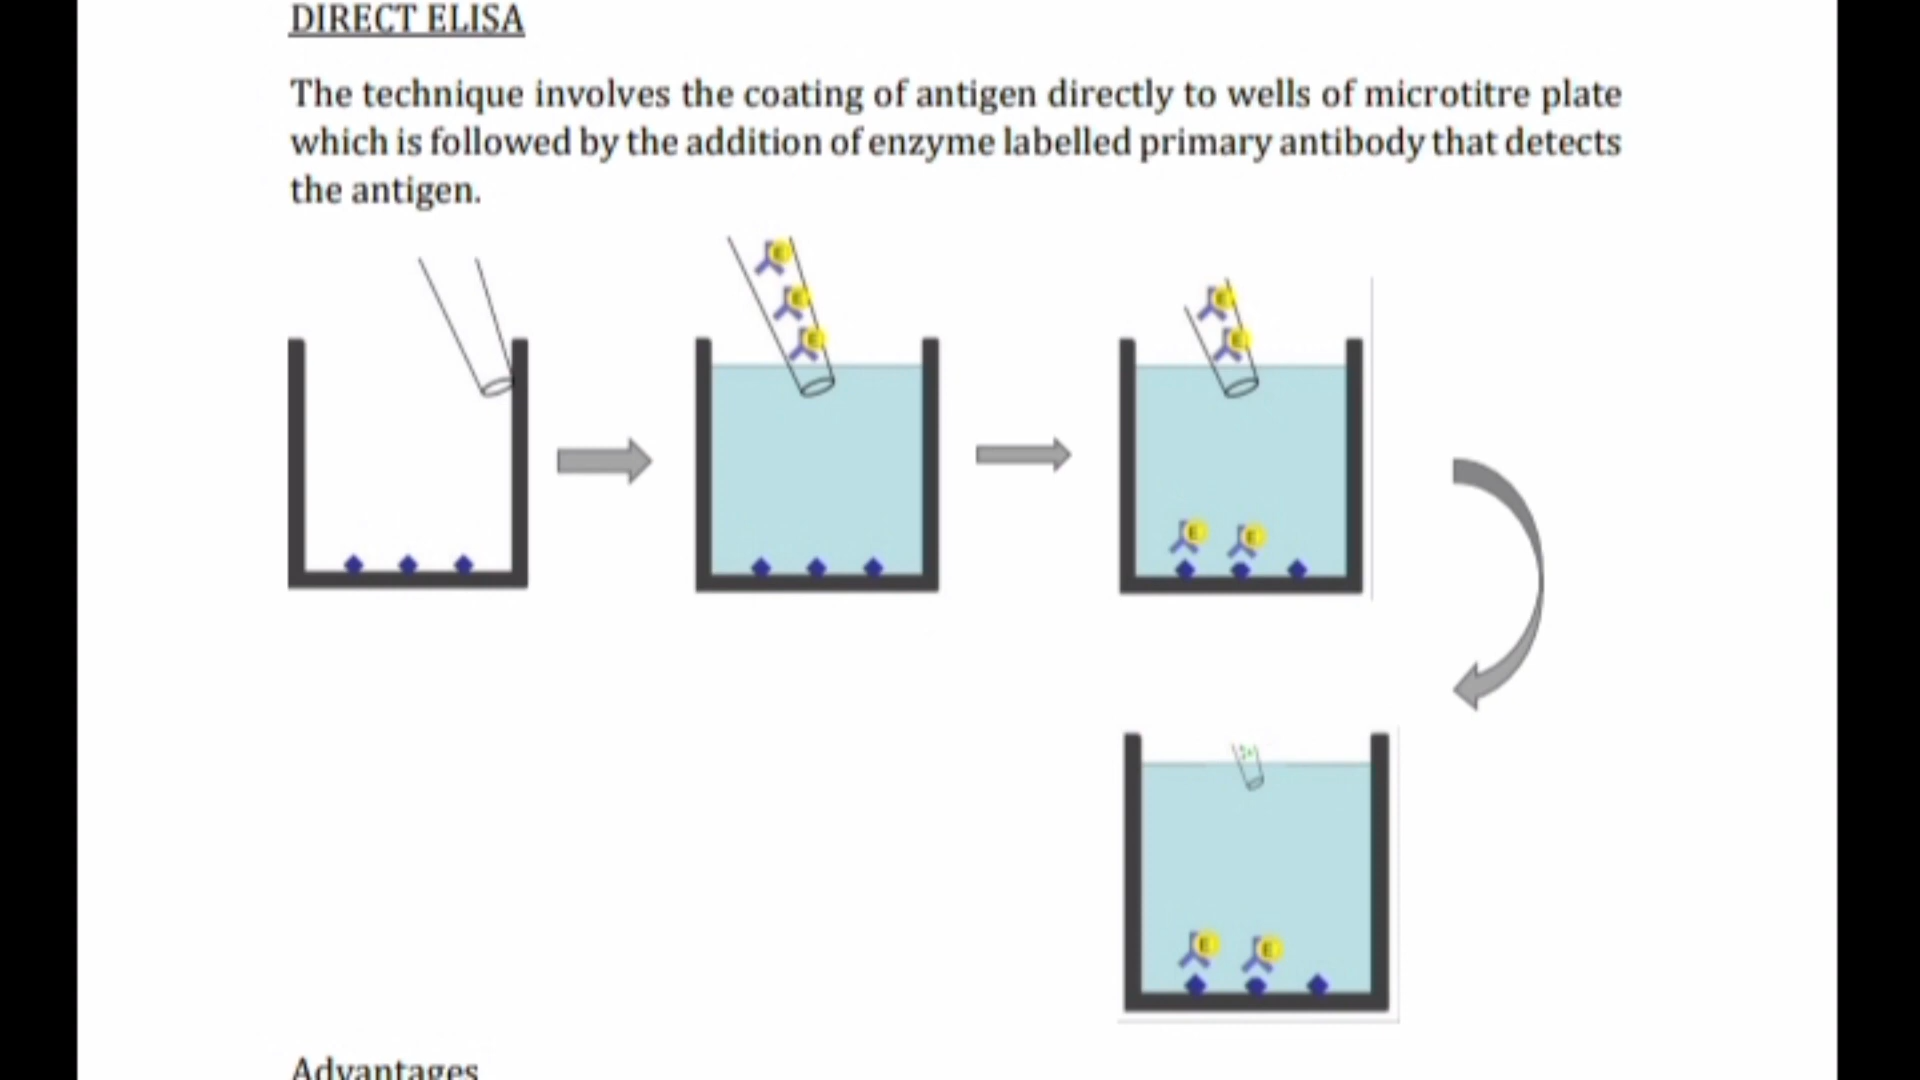 DIRECT ELISA
The technique involves the coating of antigen directly to wells of microtitre plate
which is followed by the addition of enzyme labelled primary antibody that detects
the antigen.
E
E
E
E
E
E
E
E
E
Advantages